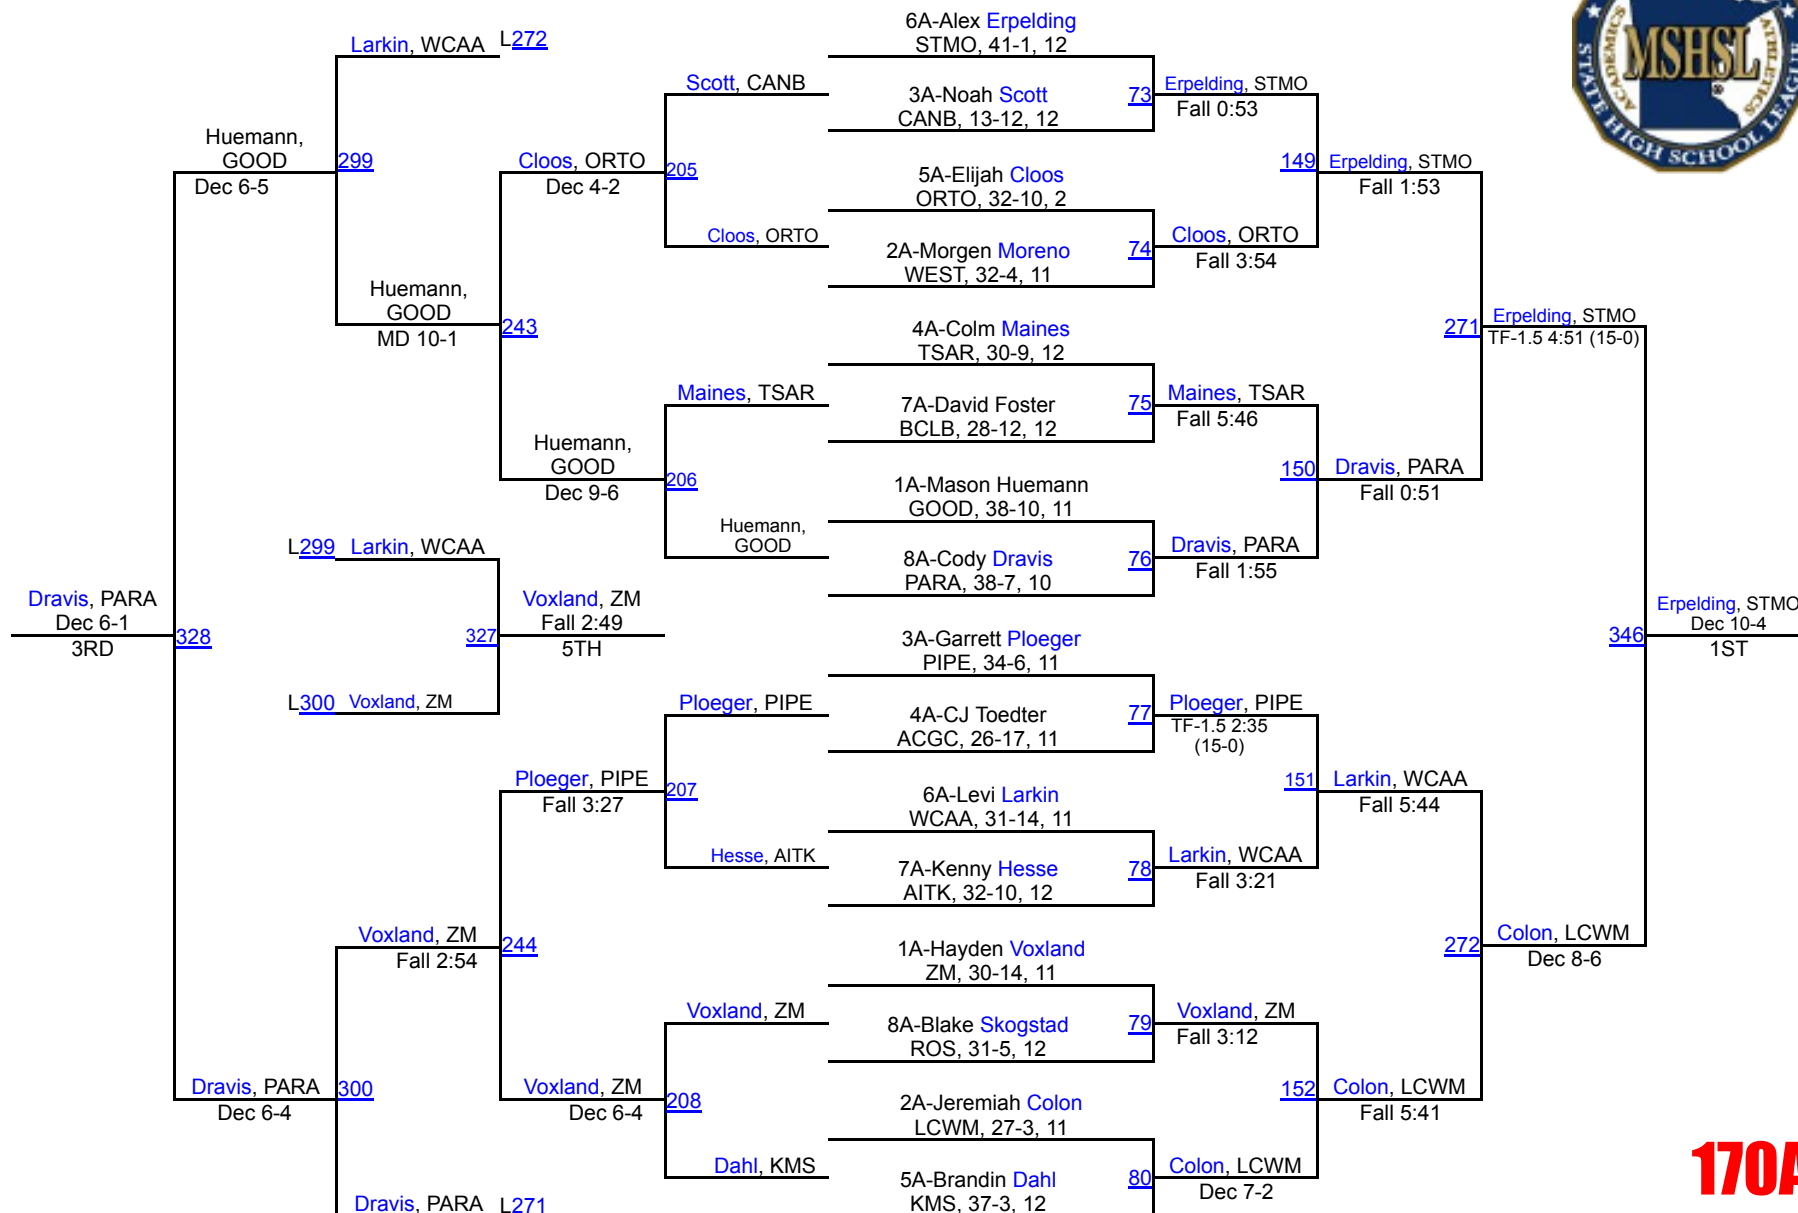 6A-Alex Erpelding
STMO, 41-1, 12
Larkin, WCAA L272
Scott, CANB
3A-Noah Scott
CANB, 13-12, 12
73
Erpelding, STMO
Fall 0:53
Huemann,
GOOD
Dec 6-5
299
Cloos, ORTO
Dec 4-2
205
5A-Elijah Cloos
ORTO, 32-10, 2
149
Erpelding, STMO
Fall 1:53
Cloos, ORTO
2A-Morgen Moreno
WEST, 32-4, 11
74
Cloos, ORTO
Fall 3:54
Huemann,
GOOD
MD 10-1
243
4A-Colm Maines
TSAR, 30-9, 12
271
Erpelding, STMO
TF-1.5 4:51 (15-0)
Maines, TSAR
7A-David Foster
BCLB, 28-12, 12
75
Maines, TSAR
Fall 5:46
Huemann,
GOOD
Dec 9-6
206
1A-Mason Huemann
GOOD, 38-10, 11
150
Dravis, PARA
Fall 0:51
Huemann,
GOOD
L299 Larkin, WCAA
8A-Cody Dravis
PARA, 38-7, 10
76
Dravis, PARA
Fall 1:55
Dravis, PARA
Dec 6-1
3RD
328
327
Voxland, ZM
Fall 2:49
5TH
3A-Garrett Ploeger
PIPE, 34-6, 11
346
Erpelding, STMO
Dec 10-4
1ST
L300 Voxland, ZM
Ploeger, PIPE
4A-CJ Toedter
ACGC, 26-17, 11
77
Ploeger, PIPE
TF-1.5 2:35
(15-0)
Ploeger, PIPE
Fall 3:27
207
6A-Levi Larkin
WCAA, 31-14, 11
151
Larkin, WCAA
Fall 5:44
Hesse, AITK
7A-Kenny Hesse
AITK, 32-10, 12
78
Larkin, WCAA
Fall 3:21
Voxland, ZM
Fall 2:54
244
1A-Hayden Voxland
ZM, 30-14, 11
272
Colon, LCWM
Dec 8-6
Voxland, ZM
8A-Blake Skogstad
ROS, 31-5, 12
79
Voxland, ZM
Fall 3:12
Dravis, PARA
Dec 6-4
300
Voxland, ZM
Dec 6-4
208
2A-Jeremiah Colon
LCWM, 27-3, 11
152
Colon, LCWM
Fall 5:41
Dahl, KMS
5A-Brandin Dahl
KMS, 37-3, 12
80
Colon, LCWM
Dec 7-2
Dravis, PARA L271
170A
MSHSL
®
ACADEMICS
ATHLETICS
STATE HIGH SCHOOL LEAGUE